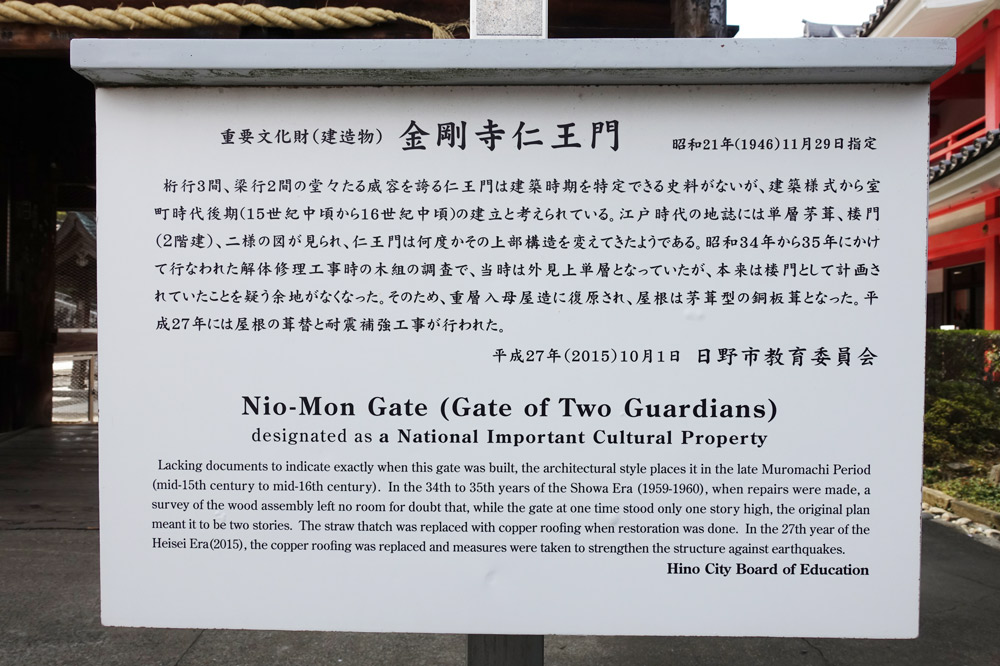 重要文化財(建造物) 金剛寺仁王門 昭和21年(1946)11月29日指定
桁行3間、梁行2間の堂々たる威容を誇る仁王門は建築時期を特定できる史料がないが、建築様式から室
町時代後期(15世紀中頃から16世紀中頃)の建立と考えられている。江戸時代の地誌には単層茅葺、楼門
(2階建)、二様の図が見られ、仁王門は何度かその上部構造を変えてきたようである。昭和34年から35年にかけ
て行なわれた解体修理工事時の木組の調査で、当時は外見上単層となっていたが、本来は楼門として計画さ
れていたことを疑う余地がなくなった。そのため、重層入母屋造に復原され、屋根は茅葺型の銅板葺となった。平
成27年には屋根の葺替と耐震補強工事が行われた。
平成27年(2015)10月1日 日野市教育委員会
Nio-Mon Gate (Gate of Two Guardians)
designated as a National Important Cultural Property
Lacking documents to indicate exactly when this gate was built, the architectural style places it in the late Muromachi Period
(mid-15th century to mid-16th century). In the 34th to 35th years of the Showa Era (1959-1960), when repairs were made, a
survey of the wood assembly left no room for doubt that, while the gate at one time stood only one story high, the original plan
meant it to be two stories. The straw thatch was replaced with copper roofing when restoration was done. In the 27th year of the
Heisei Era(2015), the copper roofing was replaced and measures were taken to strengthen the structure against earthquakes.
Hino City Board of Education